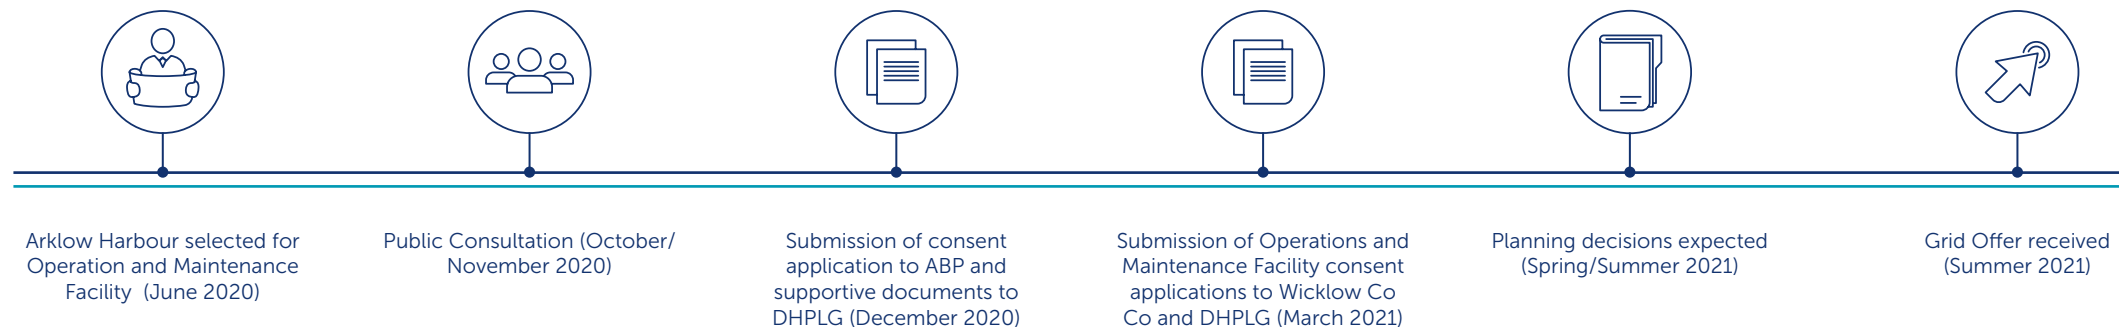 Arklow Harbour selected for
Operation and Maintenance
Facility (June 2020)
Public Consultation (October/
November 2020)
Submission of consent
application to ABP and
supportive documents to
DHPLG (December 2020)
Submission of Operations and
Maintenance Facility consent
applications to Wicklow Co
Co and DHPLG (March 2021)
Planning decisions expected
(Spring/Summer 2021)
Grid Offer received
(Summer 2021)